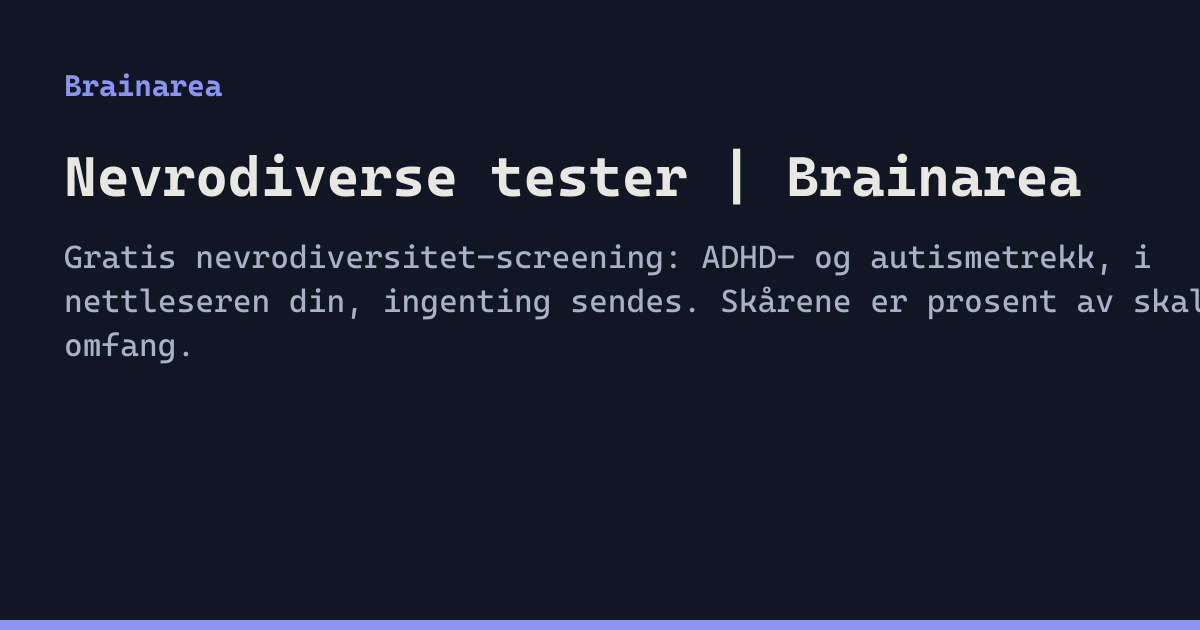 Brainarea
Nevrodiverse tester | Brainarea
Gratis nevrodiversitet-screening: ADHD- og autismetrekk, i
nettleseren din, ingenting sendes. Skårene er prosent av
omfang.